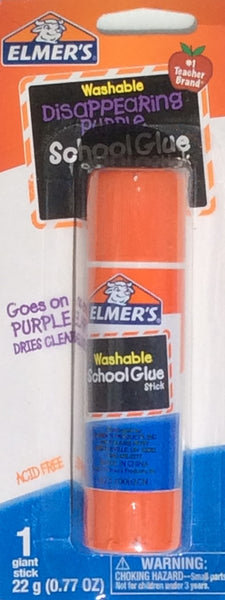 ELMER'S
#1
Teacher
Brand
Washable
DISAPPEARING
PURPLE
School Glue
Goes on
PURPLE
DRIES CLEAR
ELMER'S
Washable
School Glue
Stick
ACID FREE
1
giant
stick
22 g (0.77 OZ)
WARNING:
CHOKING HAZARD--Small parts
Not for children under 3 years.